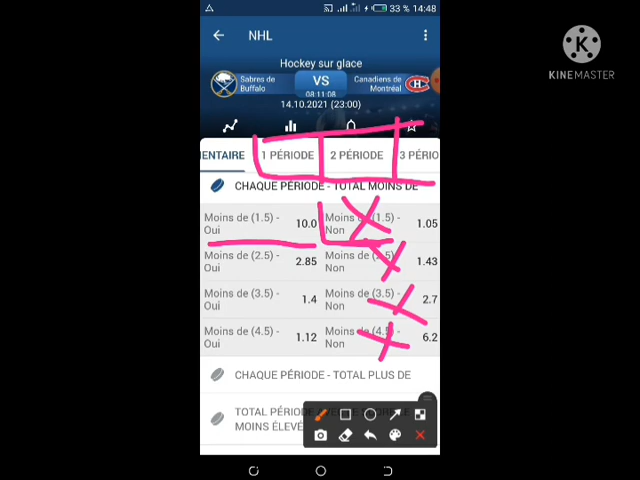 33 % 14:48
NHL
Hockey sur glace
Sabres de Buffalo
VS
Canadiens de Montréal
08:11:08
14.10.2021 (23:00)
ENTAIRE 1 PÉRIODE 2 PÉRIODE 3 PÉRIO
CHAQUE PÉRIODE - TOTAL MOINS DE
Moins de (1.5) - Oui 10.0 Moins de (1.5) - Non 1.05
Moins de (2.5) - Oui 2.85 Moins de (2.5) - Non 1.43
Moins de (3.5) - Oui 1.4 Moins de (3.5) - Non 2.7
Moins de (4.5) - Oui 1.12 Moins de (4.5) - Non 6.2
CHAQUE PÉRIODE - TOTAL PLUS DE
TOTAL PÉRIODE
MOINS ÉLEVÉ
K
KINEMASTER